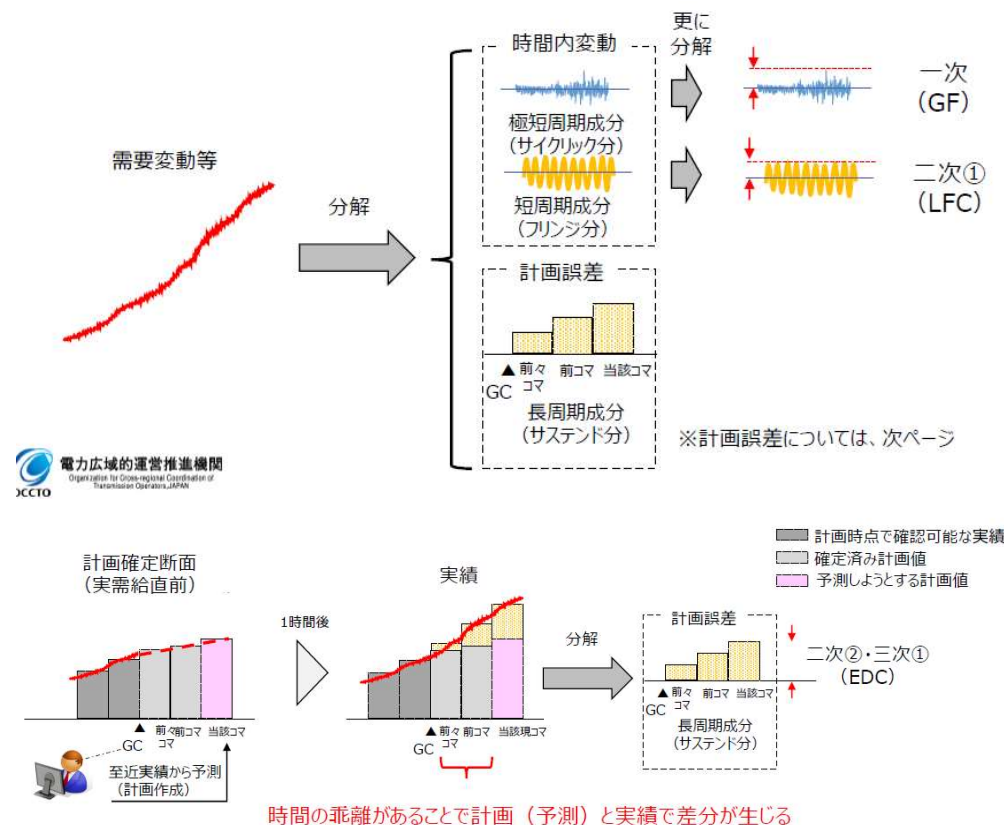 更に
分解
時間内変動
極短周期成分
(サイクリック分)
短周期成分
(フリンジ分)
一次
(GF)
二次①
(LFC)
需要変動等
分解
計画誤差
▲ 前々 前コマ 当該コマ
GC コマ
長周期成分
(サステンド分)
※計画誤差については、次ページ
電力広域的運営推進機関
Organization for Cross-regional Coordination of
Transmission Operators,JAPAN
OCCTO
計画時点で確認可能な実績
確定済み計画値
予測しようとする計画値
計画確定断面
(実需給直前)
1時間後
実績
分解
計画誤差
二次②・三次①
(EDC)
▲ 前々 前コマ 当該コマ
GC コマ
至近実績から予測
(計画作成)
▲ 前々 前コマ 当該現コマ
GC コマ
▲ 前々 前コマ 当該コマ
GC コマ
長周期成分
(サステンド分)
時間の乖離があることで計画(予測)と実績で差分が生じる